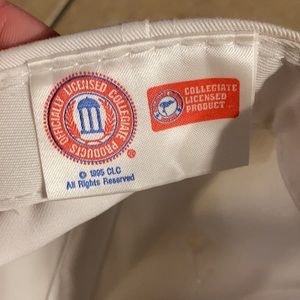 OFFICIALLY LICENSED COLLEGIATE PRODUCTS
®
© 1995 CLC
All Rights Reserved
COLLEGIATE
LICENSED
PRODUCT